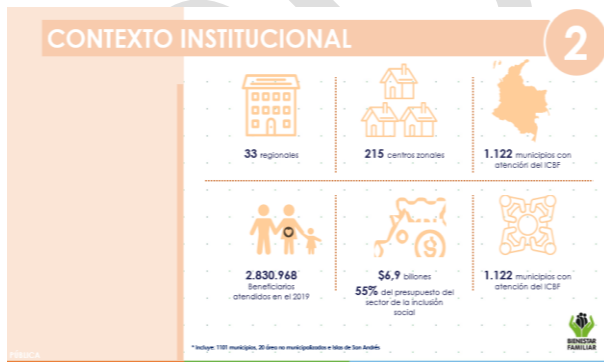 CONTEXTO INSTITUCIONAL
2
33 regionales
215 centros zonales
1.122 municipios con
atención del ICBF
2.830.968
Beneficiarios
atendidos en el 2019
$6,9 billones
55% del presupuesto del
sector de la inclusión
social
1.122 municipios con
atención del ICBF
* Incluye: 1101 municipios, 20 áreas no municipalizadas e Islas de San Andrés
BIENESTAR
FAMILIAR
PÚBLICA